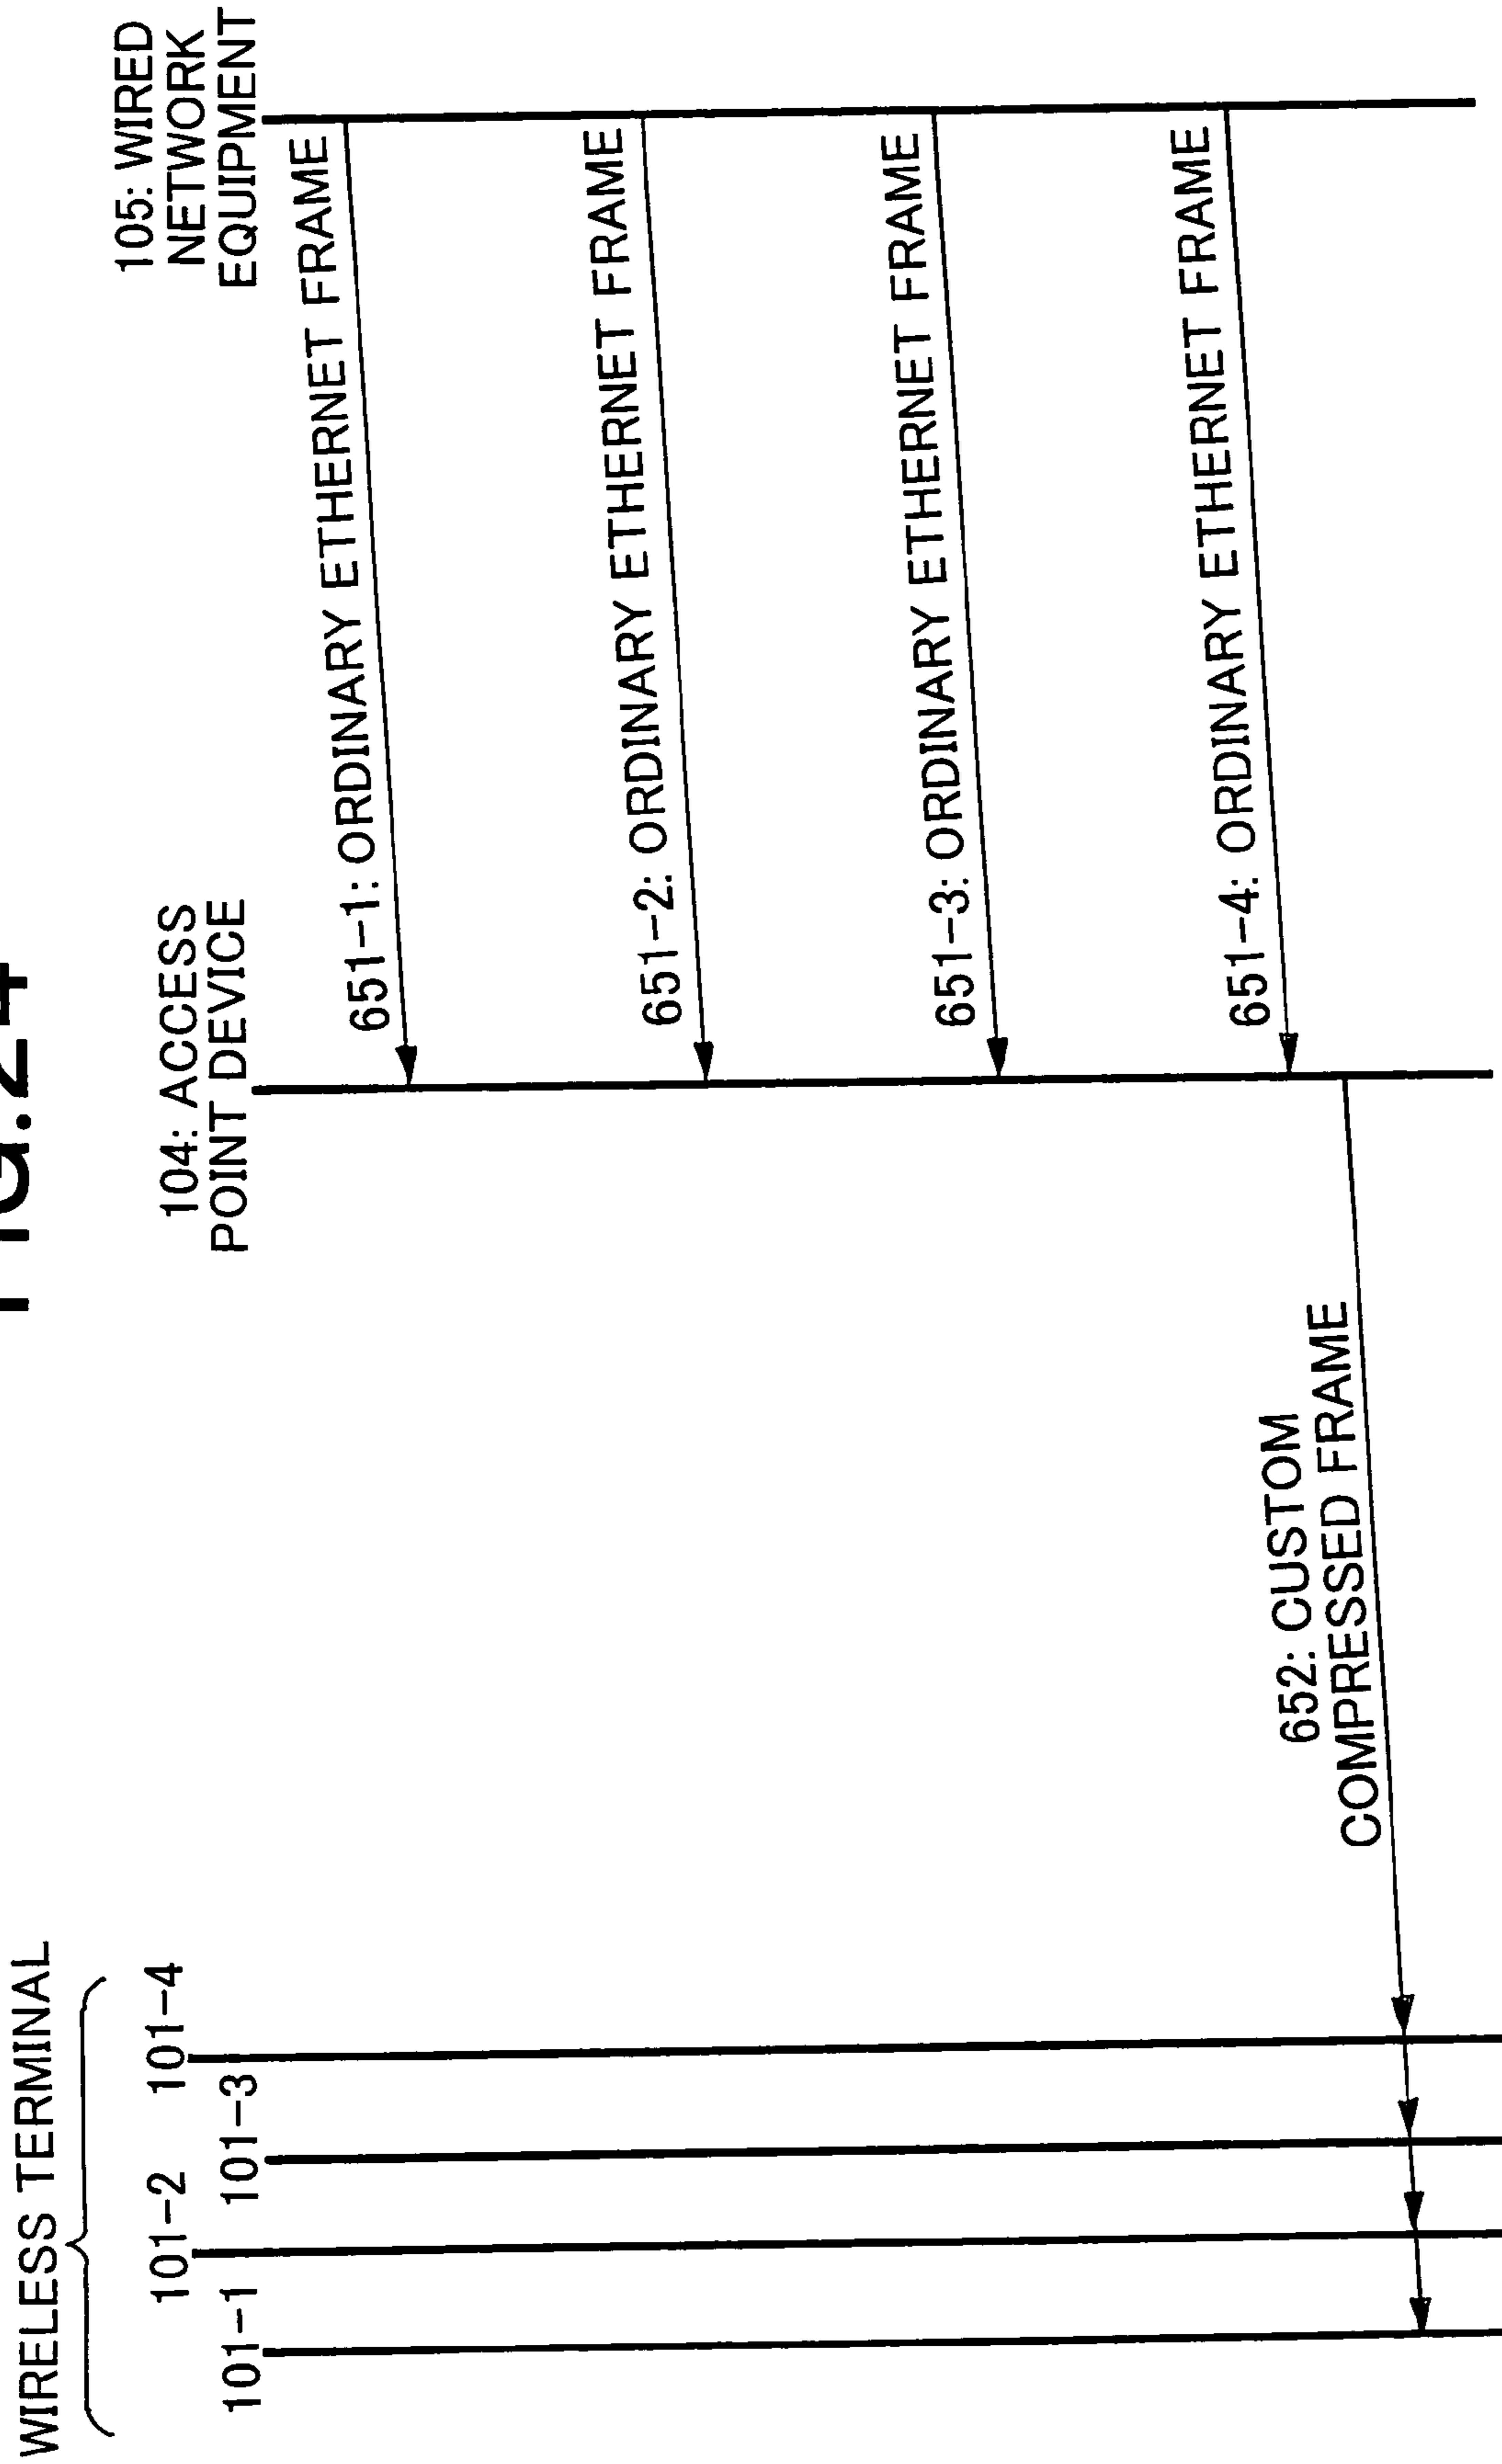 FIG.24
WIRELESS TERMINAL
101-1
101-2
101-3
101-4
104: ACCESS
POINT DEVICE
105: WIRED
NETWORK
EQUIPMENT
651-1: ORDINARY ETHERNET FRAME
651-2: ORDINARY ETHERNET FRAME
651-3: ORDINARY ETHERNET FRAME
651-4: ORDINARY ETHERNET FRAME
652: CUSTOM
COMPRESSED FRAME